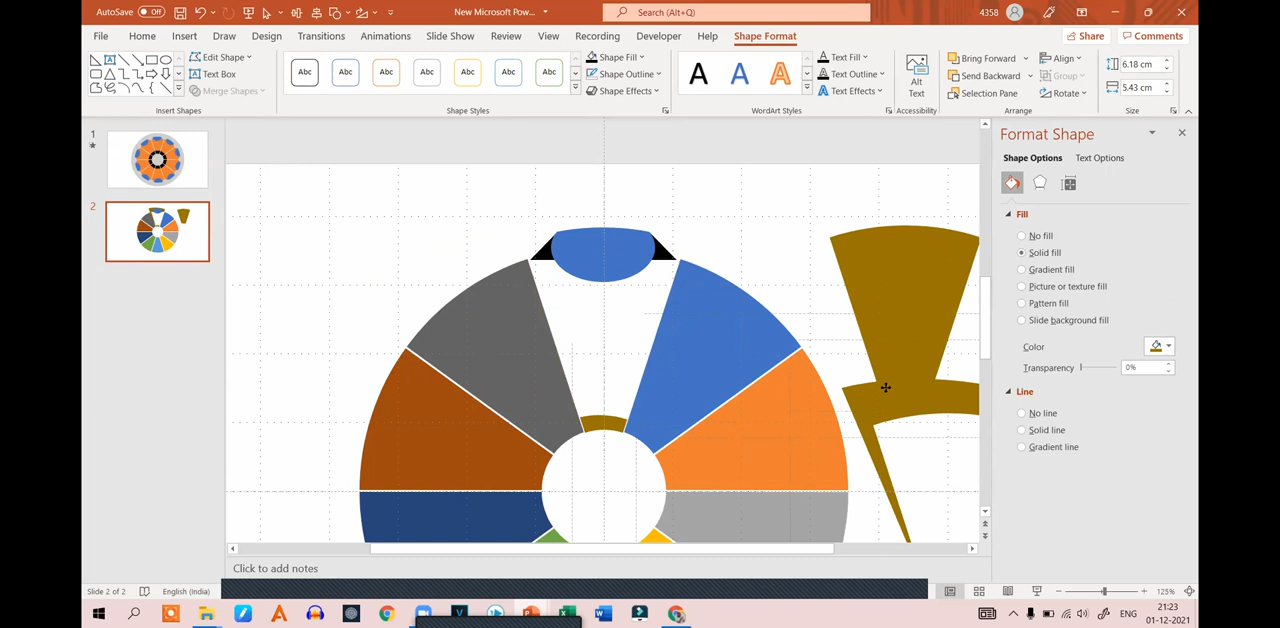 AutoSave Off New Microsoft Pow... Search (Alt+Q) 4358
File Home Insert Draw Design Transitions Animations Slide Show Review View Recording Developer Help Shape Format Share Comments
Edit Shape
Text Box
Merge Shapes
Insert Shapes
Abc Abc Abc Abc Abc Abc Abc
Shape Fill
Shape Outline
Shape Effects
Shape Styles
A A A
Text Fill
Text Outline
Text Effects
WordArt Styles
Alt
Text
Accessibility
Bring Forward
Send Backward
Selection Pane
Align
Group
Rotate
Arrange
6.18 cm
5.43 cm
Size
1
2
Format Shape
Shape Options Text Options
Fill
No fill
Solid fill
Gradient fill
Picture or texture fill
Pattern fill
Slide background fill
Color
Transparency 0%
Line
No line
Solid line
Gradient line
Click to add notes
Slide 2 of 2 English (India) 125%
ENG
21:23
01-12-2021